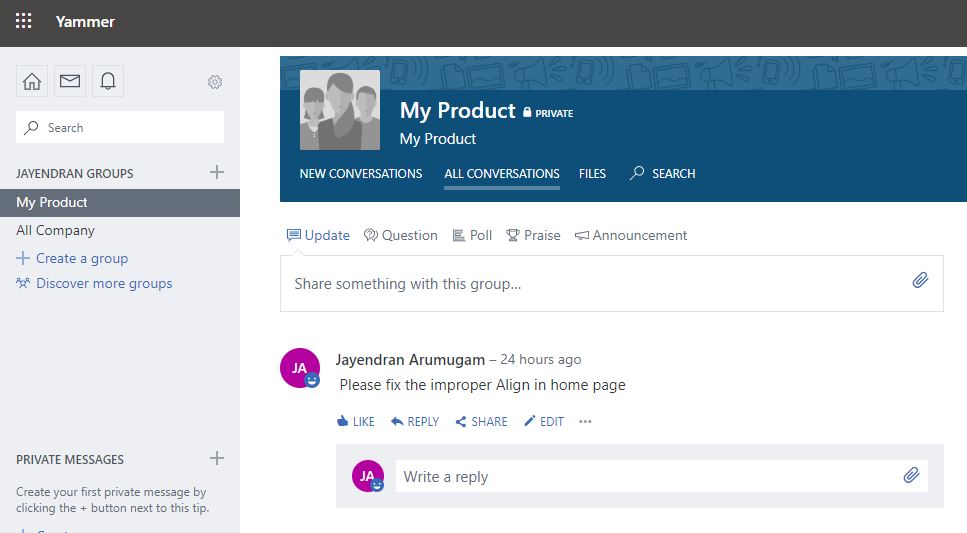 Yammer
Search
JAYENDRAN GROUPS
My Product
All Company
Create a group
Discover more groups
PRIVATE MESSAGES
Create your first private message by
clicking the + button next to this tip.
My Product PRIVATE
My Product
NEW CONVERSATIONS ALL CONVERSATIONS FILES SEARCH
Update Question Poll Praise Announcement
Share something with this group...
JA
Jayendran Arumugam – 24 hours ago
Please fix the improper Align in home page
LIKE REPLY SHARE EDIT •••
JA
Write a reply